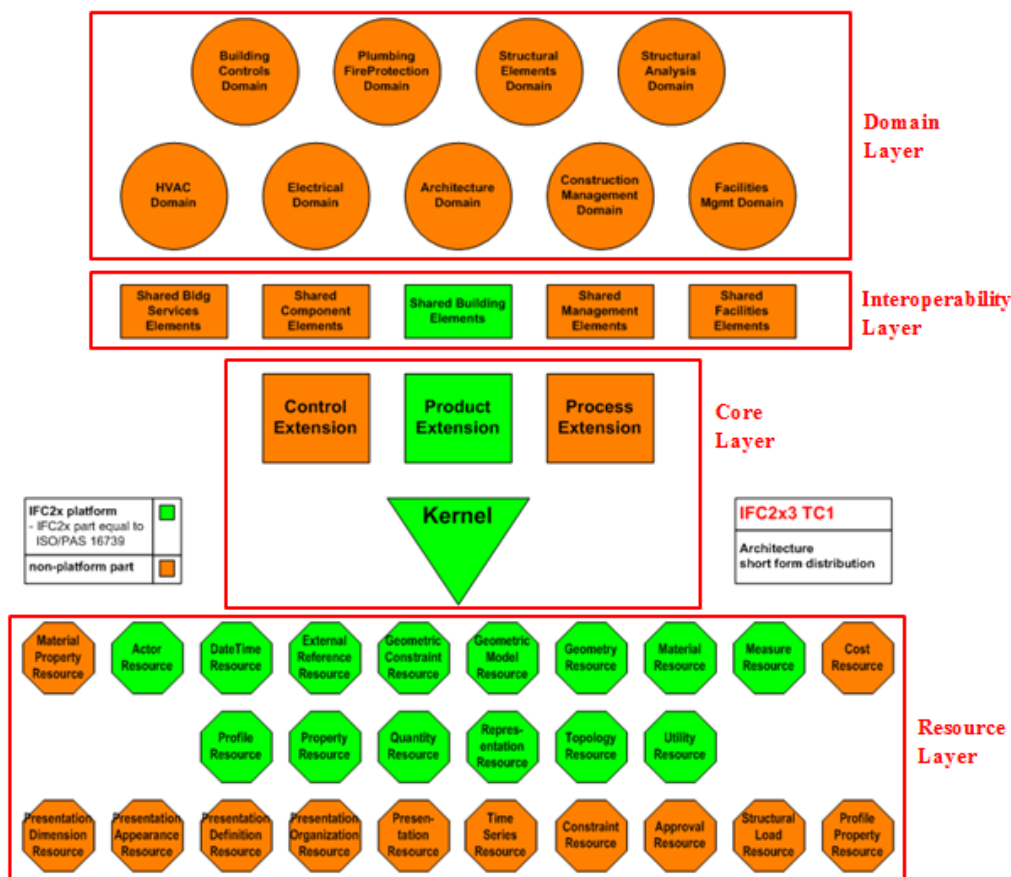 Building
Controls
Domain
Plumbing
FireProtection
Domain
Structural
Elements
Domain
Structural
Analysis
Domain
Domain
Layer
HVAC
Domain
Electrical
Domain
Architecture
Domain
Construction
Management
Domain
Facilities
Mgmt Domain
Shared Bldg
Services
Elements
Shared
Component
Elements
Shared Building
Elements
Shared
Management
Elements
Shared
Facilities
Elements
Interoperability
Layer
Control
Extension
Product
Extension
Process
Extension
Core
Layer
Kernel
IFC2x platform
- IFC2x part equal to
ISO/PAS 16739
non-platform part
IFC2x3 TC1
Architecture
short form distribution
Material
Property
Resource
Actor
Resource
DateTime
Resource
External
Reference
Resource
Geometric
Constraint
Resource
Geometric
Model
Resource
Geometry
Resource
Material
Resource
Measure
Resource
Cost
Resource
Profile
Resource
Property
Resource
Quantity
Resource
Repres-
entation
Resource
Topology
Resource
Utility
Resource
Resource
Layer
Presentation
Dimension
Resource
Presentation
Appearance
Resource
Presentation
Definition
Resource
Presentation
Organization
Resource
Presen-
tation
Resource
Time
Series
Resource
Constraint
Resource
Approval
Resource
Structural
Load
Resource
Profile
Property
Resource